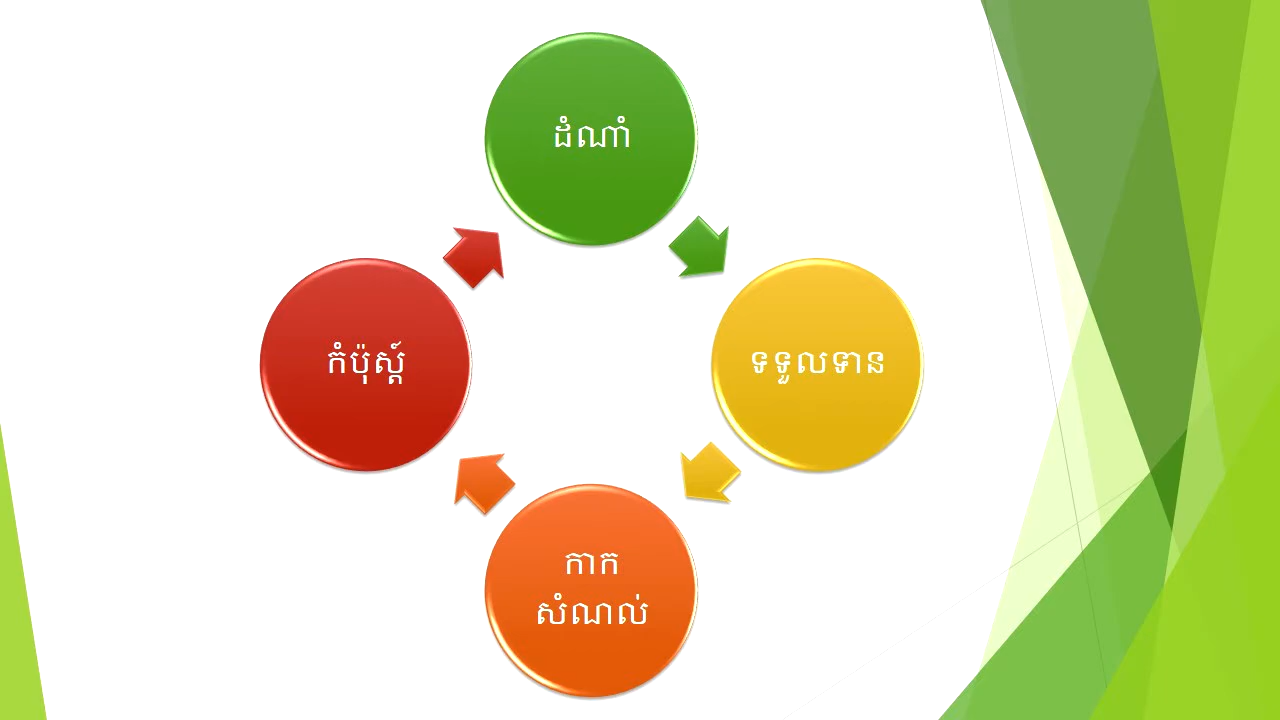 ដំណាំ
កំប៉ុស្ត៍
ទទួលទាន
កាក
សំណល់